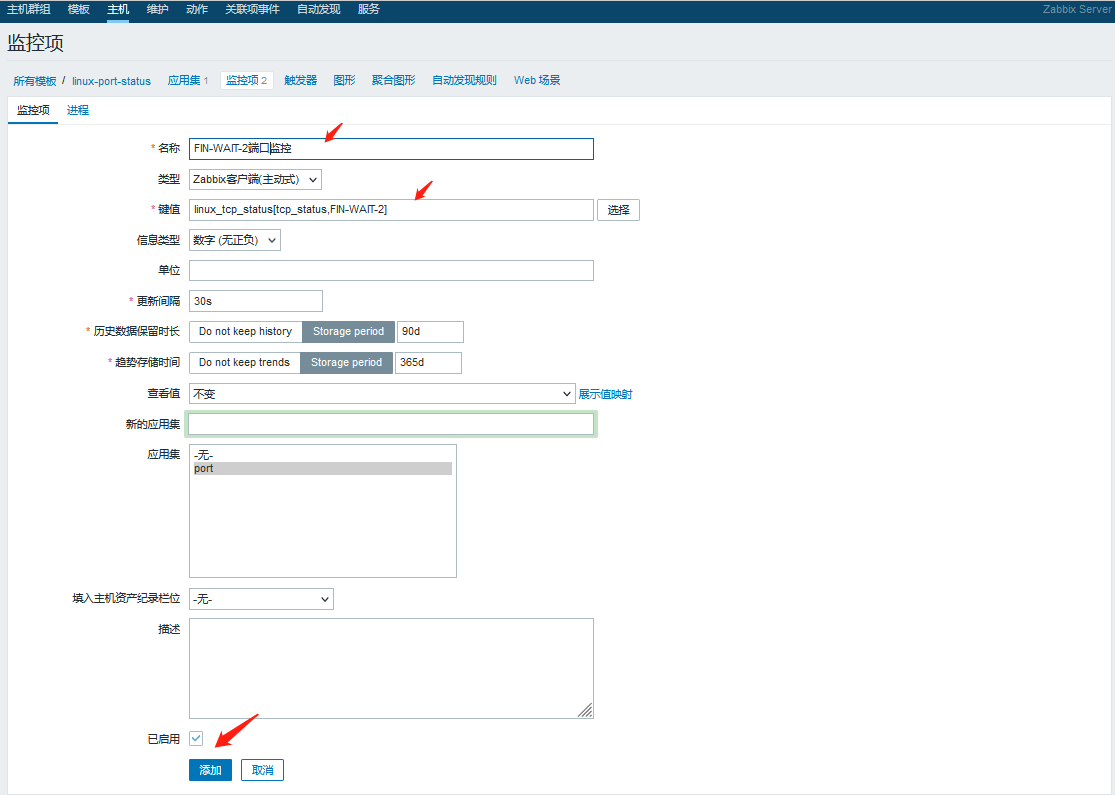 主机群组 模板 主机 维护 动作 关联项事件 自动发现 服务 Zabbix Server
监控项
所有模板 / linux-port-status 应用集 1 监控项 2 触发器 图形 聚合图形 自动发现规则 Web 场景
监控项 进程
* 名称 FIN-WAIT-2端口监控
类型 Zabbix客户端(主动式)
* 键值 linux_tcp_status[tcp_status,FIN-WAIT-2] 选择
信息类型 数字 (无正负)
单位
* 更新间隔 30s
* 历史数据保留时长 Do not keep history Storage period 90d
* 趋势存储时间 Do not keep trends Storage period 365d
查看值 不变 展示值映射
新的应用集
应用集 -无-
port
填入主机资产纪录栏位 -无-
描述
已启用
添加 取消